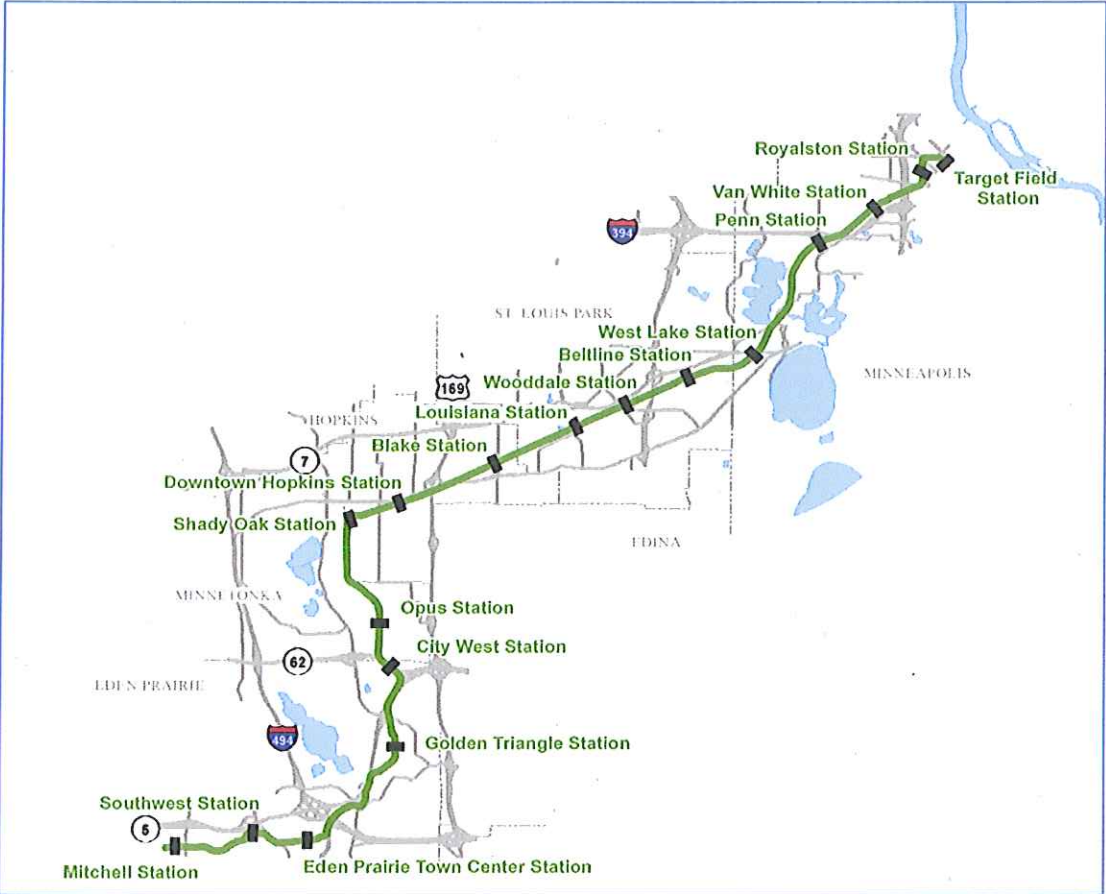 Royalston Station
Target Field
Station
Van White Station
Penn Station
394
ST. LOUIS PARK
West Lake Station
Beltline Station
MINNEAPOLIS
Wooddale Station
169
Louisiana Station
HOPKINS
Blake Station
7
Downtown Hopkins Station
Shady Oak Station
EDINA
MINNETONKA
Opus Station
City West Station
62
EDEN PRAIRIE
494
Golden Triangle Station
Southwest Station
5
Mitchell Station
Eden Prairie Town Center Station